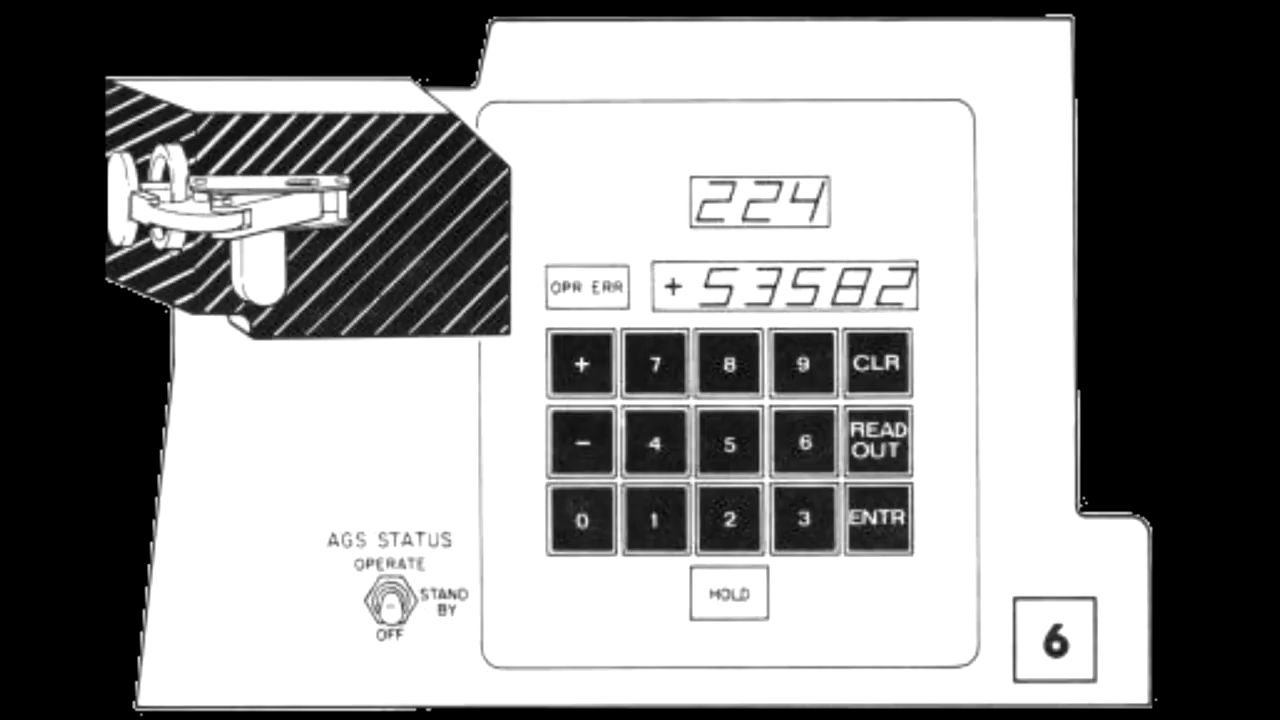 224
OPR ERR + 53582
+ 7 8 9 CLR
- 4 5 6 READ OUT
0 1 2 3 ENTR
HOLD
AGS STATUS
OPERATE
STAND BY
OFF
6